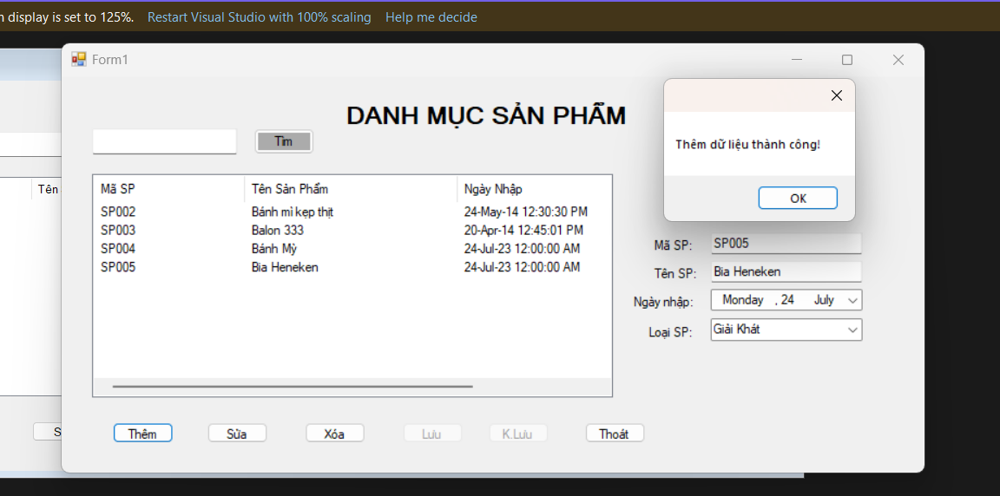 n display is set to 125%. Restart Visual Studio with 100% scaling Help me decide
Form1
DANH MỤC SẢN PHẨM
Tìm
Thêm dữ liệu thành công!
OK
Mã SP Tên Sản Phẩm Ngày Nhập
SP002 Bánh mì kẹp thịt 24-May-14 12:30:30 PM
SP003 Balon 333 20-Apr-14 12:45:01 PM
SP004 Bánh Mỳ 24-Jul-23 12:00:00 AM
SP005 Bia Heneken 24-Jul-23 12:00:00 AM
Mã SP: SP005
Tên SP: Bia Heneken
Ngày nhập: Monday , 24 July
Loại SP: Giải Khát
Tên
S
Thêm Sửa Xóa Lưu K.Lưu Thoát